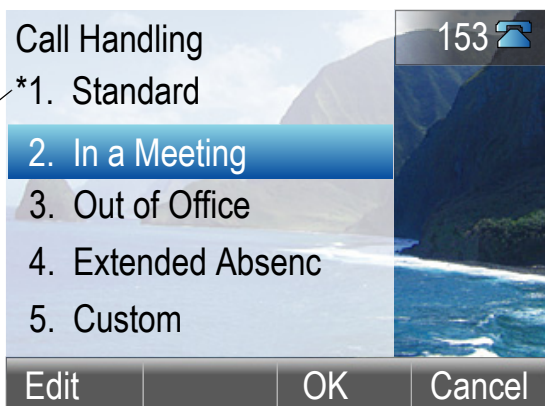 Call Handling
153
*1. Standard
2. In a Meeting
3. Out of Office
4. Extended Absenc
5. Custom
Edit OK Cancel